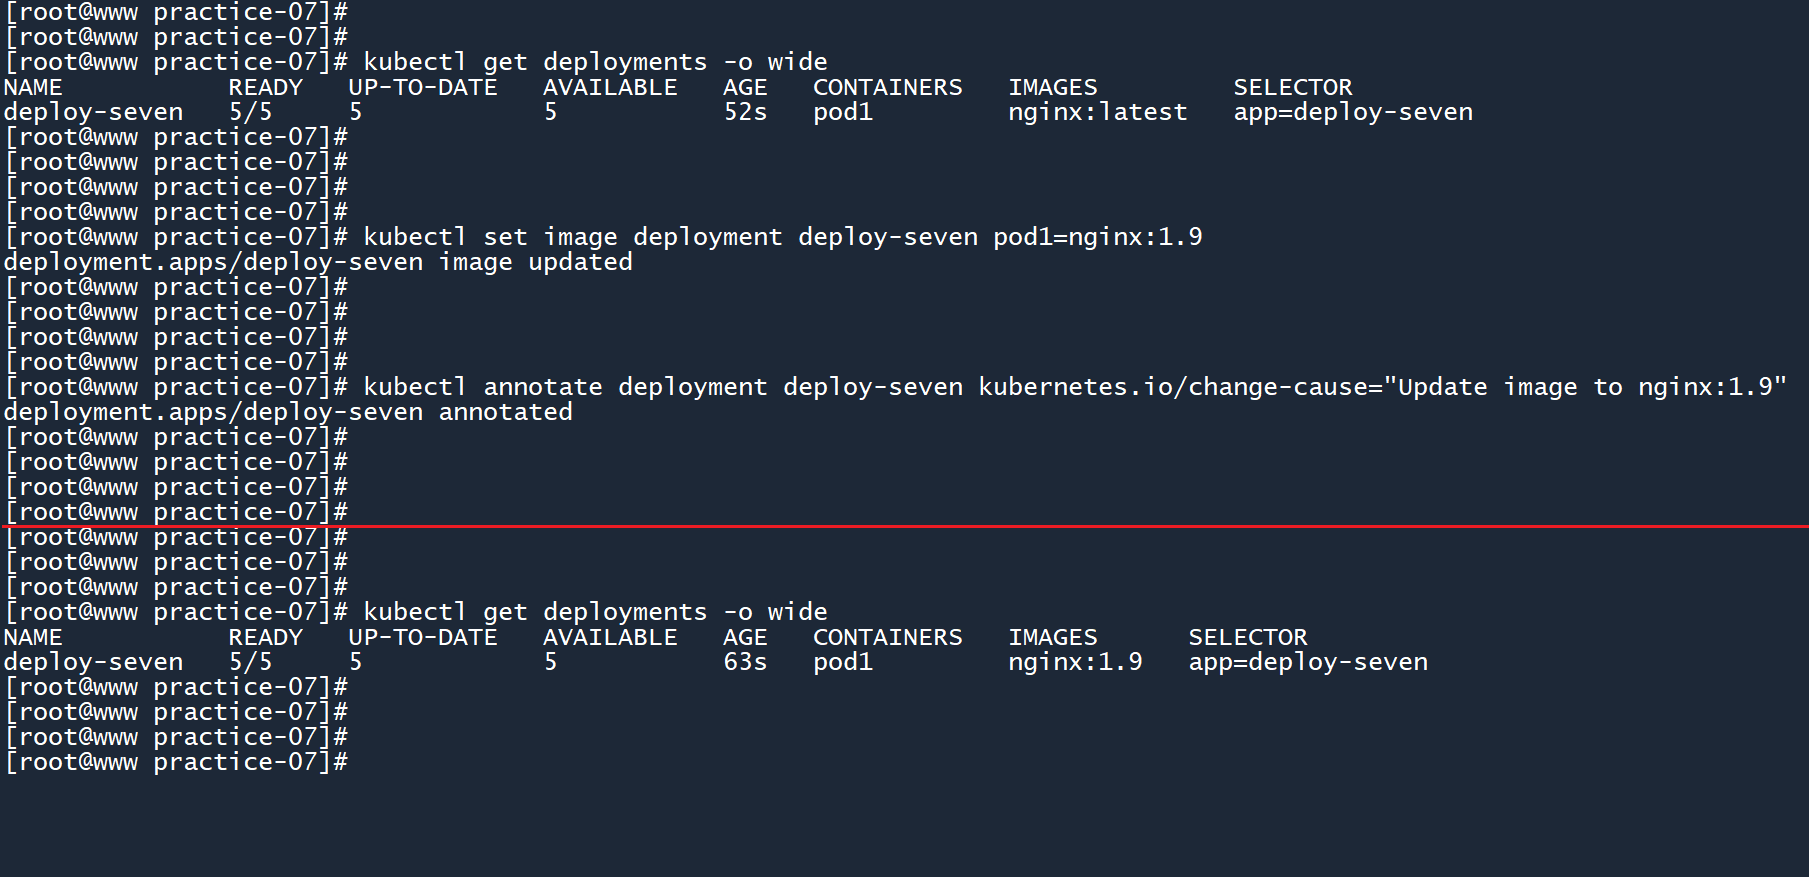 [root@www practice-07]#
[root@www practice-07]#
[root@www practice-07]# kubectl get deployments -o wide
NAME           READY   UP-TO-DATE   AVAILABLE   AGE   CONTAINERS   IMAGES         SELECTOR
deploy-seven   5/5     5            5           52s   pod1         nginx:latest   app=deploy-seven
[root@www practice-07]#
[root@www practice-07]#
[root@www practice-07]#
[root@www practice-07]#
[root@www practice-07]# kubectl set image deployment deploy-seven pod1=nginx:1.9
deployment.apps/deploy-seven image updated
[root@www practice-07]#
[root@www practice-07]#
[root@www practice-07]#
[root@www practice-07]#
[root@www practice-07]# kubectl annotate deployment deploy-seven kubernetes.io/change-cause="Update image to nginx:1.9"
deployment.apps/deploy-seven annotated
[root@www practice-07]#
[root@www practice-07]#
[root@www practice-07]#
[root@www practice-07]#
[root@www practice-07]#
[root@www practice-07]#
[root@www practice-07]#
[root@www practice-07]# kubectl get deployments -o wide
NAME           READY   UP-TO-DATE   AVAILABLE   AGE   CONTAINERS   IMAGES      SELECTOR
deploy-seven   5/5     5            5           63s   pod1         nginx:1.9   app=deploy-seven
[root@www practice-07]#
[root@www practice-07]#
[root@www practice-07]#
[root@www practice-07]#